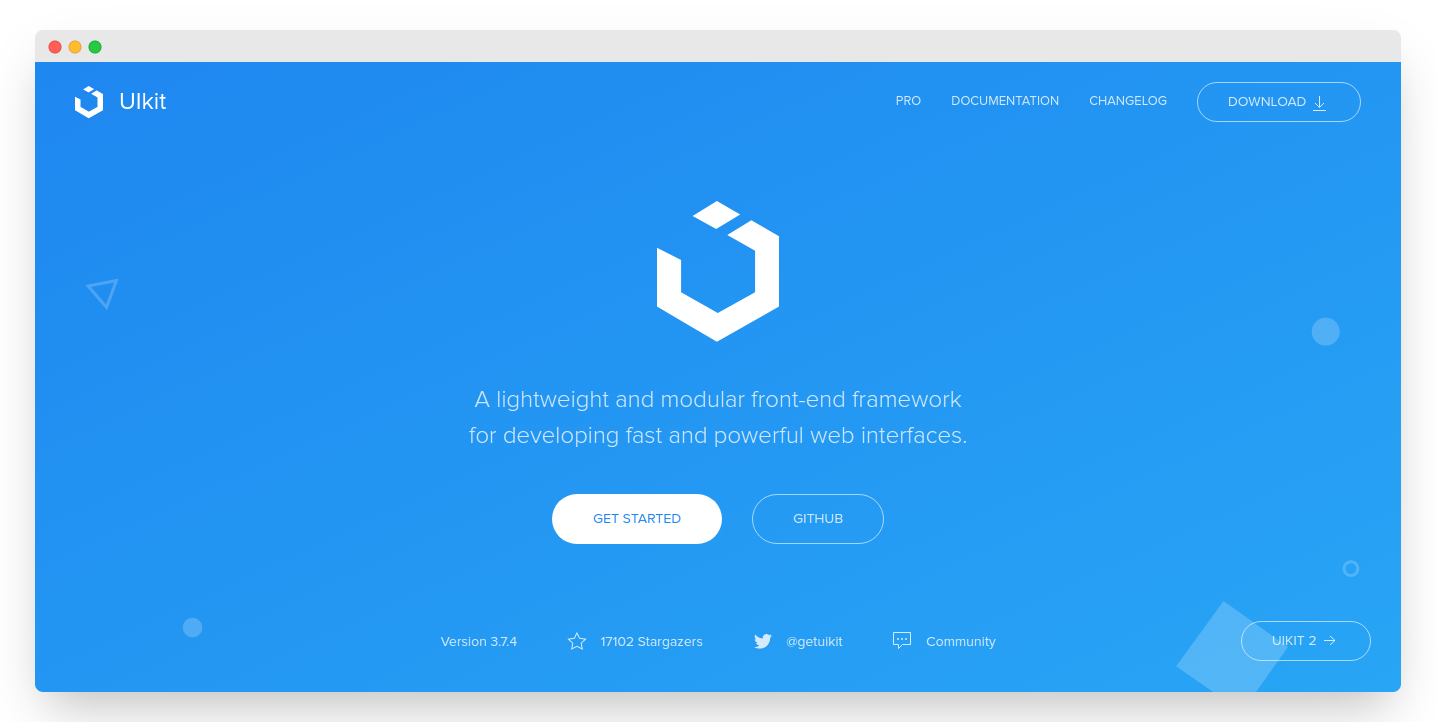 UIkit
PRO DOCUMENTATION CHANGELOG DOWNLOAD
A lightweight and modular front-end framework
for developing fast and powerful web interfaces.
GET STARTED GITHUB
Version 3.7.4 17102 Stargazers @getuikit Community
UIKIT 2